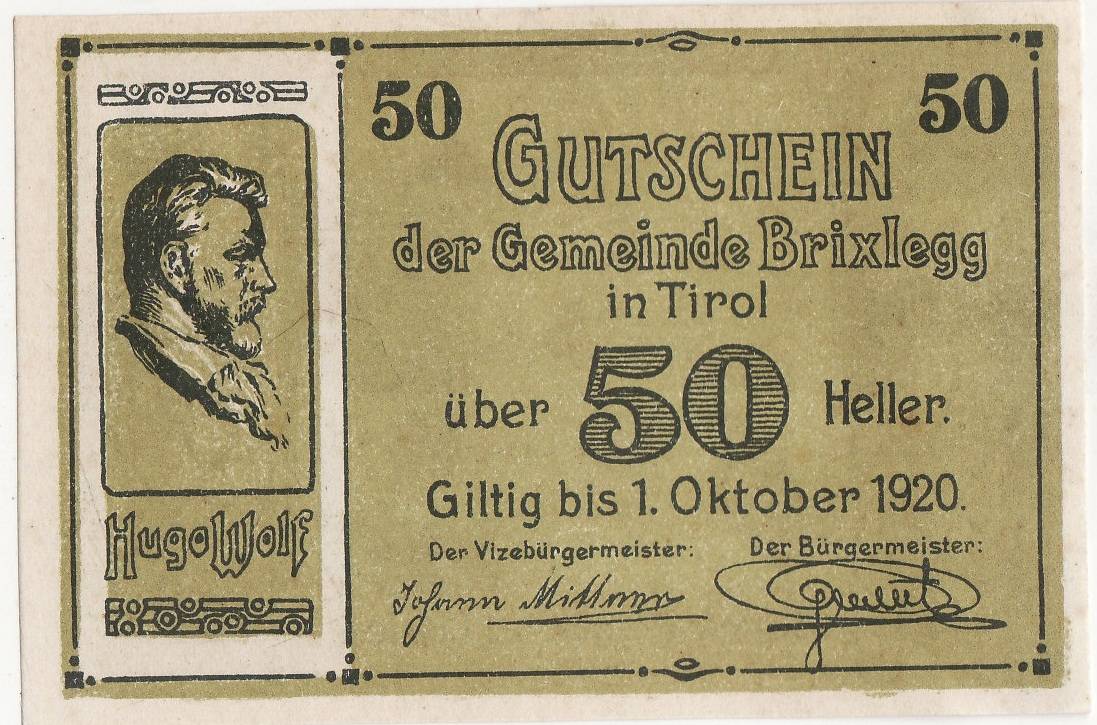 50 50
GUTSCHEIN
der Gemeinde Brixlegg
in Tirol
über 50 Heller.
Giltig bis 1. Oktober 1920.
Der Vizebürgermeister: Der Bürgermeister:
Johann
Hugo Wolf